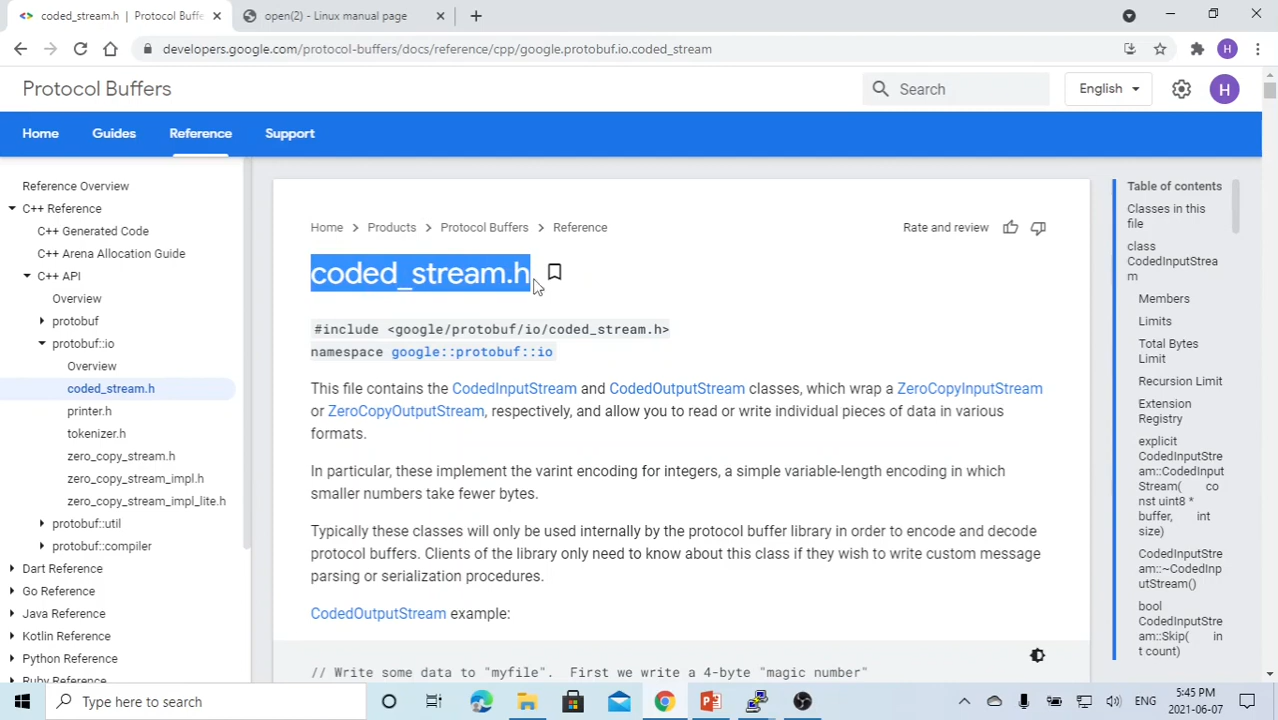 coded_stream.h | Protocol Buffe
open(2) - Linux manual page
developers.google.com/protocol-buffers/docs/reference/cpp/google.protobuf.io.coded_stream
H
Protocol Buffers
Search
English
H
Home
Guides
Reference
Support
Reference Overview
C++ Reference
C++ Generated Code
C++ Arena Allocation Guide
C++ API
Overview
protobuf
protobuf::io
Overview
coded_stream.h
printer.h
tokenizer.h
zero_copy_stream.h
zero_copy_stream_impl.h
zero_copy_stream_impl_lite.h
protobuf::util
protobuf::compiler
Dart Reference
Go Reference
Java Reference
Kotlin Reference
Python Reference
Ruby Reference
Home > Products > Protocol Buffers > Reference
Rate and review
coded_stream.h
#include <google/protobuf/io/coded_stream.h>
namespace google::protobuf::io
This file contains the CodedInputStream and CodedOutputStream classes, which wrap a ZeroCopyInputStream
or ZeroCopyOutputStream, respectively, and allow you to read or write individual pieces of data in various
formats.
In particular, these implement the varint encoding for integers, a simple variable-length encoding in which
smaller numbers take fewer bytes.
Typically these classes will only be used internally by the protocol buffer library in order to encode and decode
protocol buffers. Clients of the library only need to know about this class if they wish to write custom message
parsing or serialization procedures.
CodedOutputStream example:
// Write some data to "myfile".  First we write a 4-byte "magic number"
Table of contents
Classes in this
file
class
CodedInputStrea
m
Members
Limits
Total Bytes
Limit
Recursion Limit
Extension
Registry
explicit
CodedInputStre
am::CodedInput
Stream( co
nst uint8 *
buffer, int
size)
CodedInputStre
am::~CodedInp
utStream()
bool
CodedInputStre
am::Skip( in
t count)
Type here to search
ENG
5:45 PM
2021-06-07